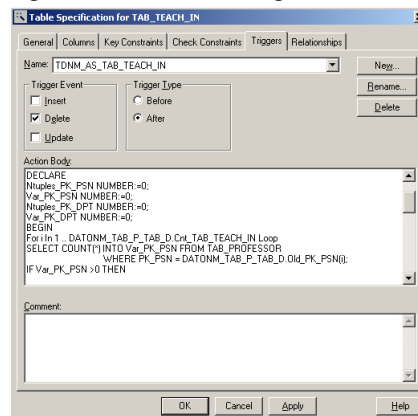 Table Specification for TAB_TEACH_IN
General Columns Key Constraints Check Constraints Triggers Relationships
Name: TDNM_AS_TAB_TEACH_IN
New...
Trigger Event Trigger Type
Rename...
Insert Before
Delete
Delete After
Update
Action Body:
DECLARE
Ntuples_PK_PSN NUMBER:=0;
Var_PK_PSN NUMBER:=0;
Ntuples_PK_DPT NUMBER:=0;
Var_PK_DPT NUMBER:=0;
BEGIN
For i In 1 .. DATONM_TAB_P_TAB_D.Cnt_TAB_TEACH_IN Loop
SELECT COUNT(*) INTO Var_PK_PSN FROM TAB_PROFESSOR
WHERE PK_PSN = DATONM_TAB_P_TAB_D.Old_PK_PSN(i);
IF Var_PK_PSN >0 THEN
Comment:
OK Cancel Apply Help